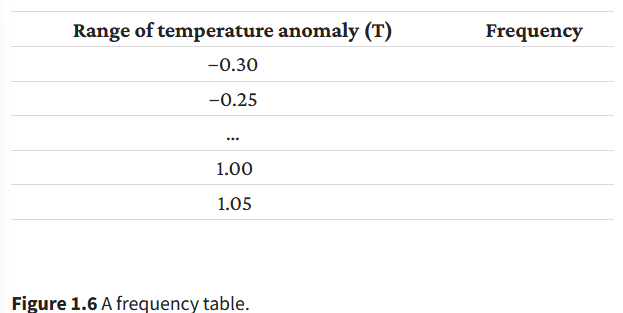 Range of temperature anomaly (T) Frequency
−0.30
−0.25
...
1.00
1.05
Figure 1.6 A frequency table.